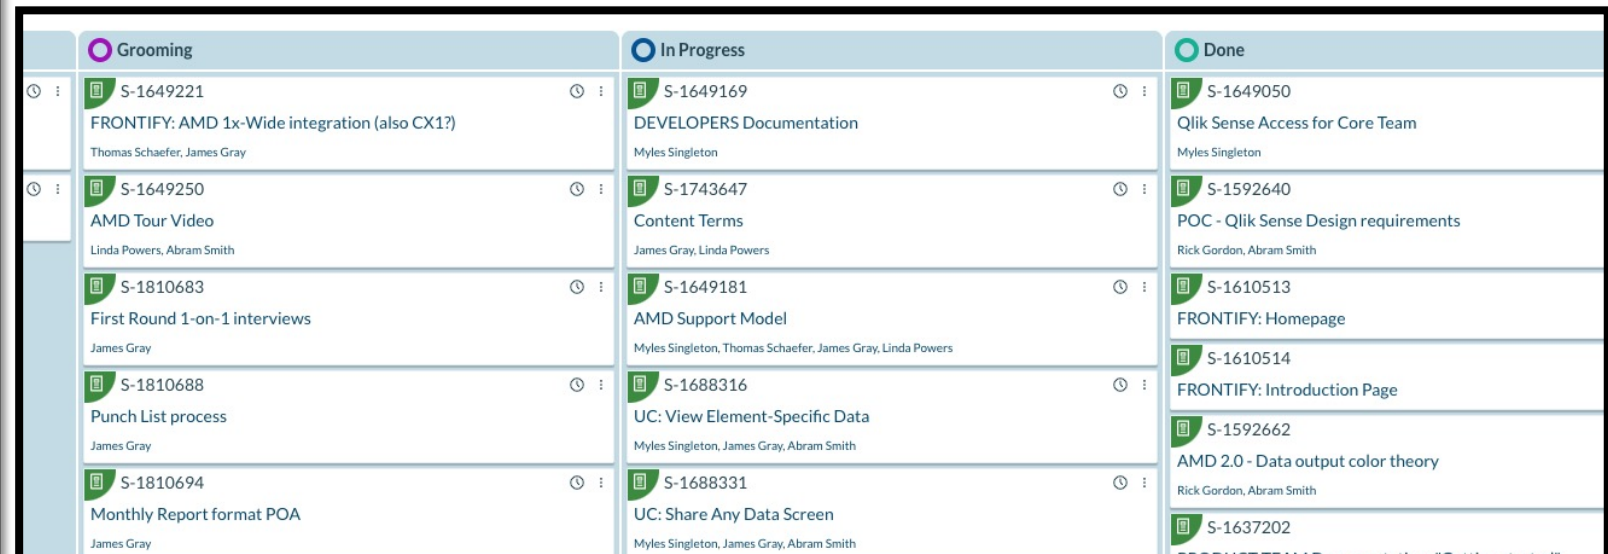 Grooming
S-1649221
FRONTIFY: AMD 1x-Wide integration (also CX1?)
Thomas Schaefer, James Gray
S-1649250
AMD Tour Video
Linda Powers, Abram Smith
S-1810683
First Round 1-on-1 interviews
James Gray
S-1810688
Punch List process
James Gray
S-1810694
Monthly Report format POA
James Gray
In Progress
S-1649169
DEVELOPERS Documentation
Myles Singleton
S-1743647
Content Terms
James Gray, Linda Powers
S-1649181
AMD Support Model
Myles Singleton, Thomas Schaefer, James Gray, Linda Powers
S-1688316
UC: View Element-Specific Data
Myles Singleton, James Gray, Abram Smith
S-1688331
UC: Share Any Data Screen
Myles Singleton, James Gray, Abram Smith
Done
S-1649050
Qlik Sense Access for Core Team
Myles Singleton
S-1592640
POC - Qlik Sense Design requirements
Rick Gordon, Abram Smith
S-1610513
FRONTIFY: Homepage
S-1610514
FRONTIFY: Introduction Page
S-1592662
AMD 2.0 - Data output color theory
Rick Gordon, Abram Smith
S-1637202